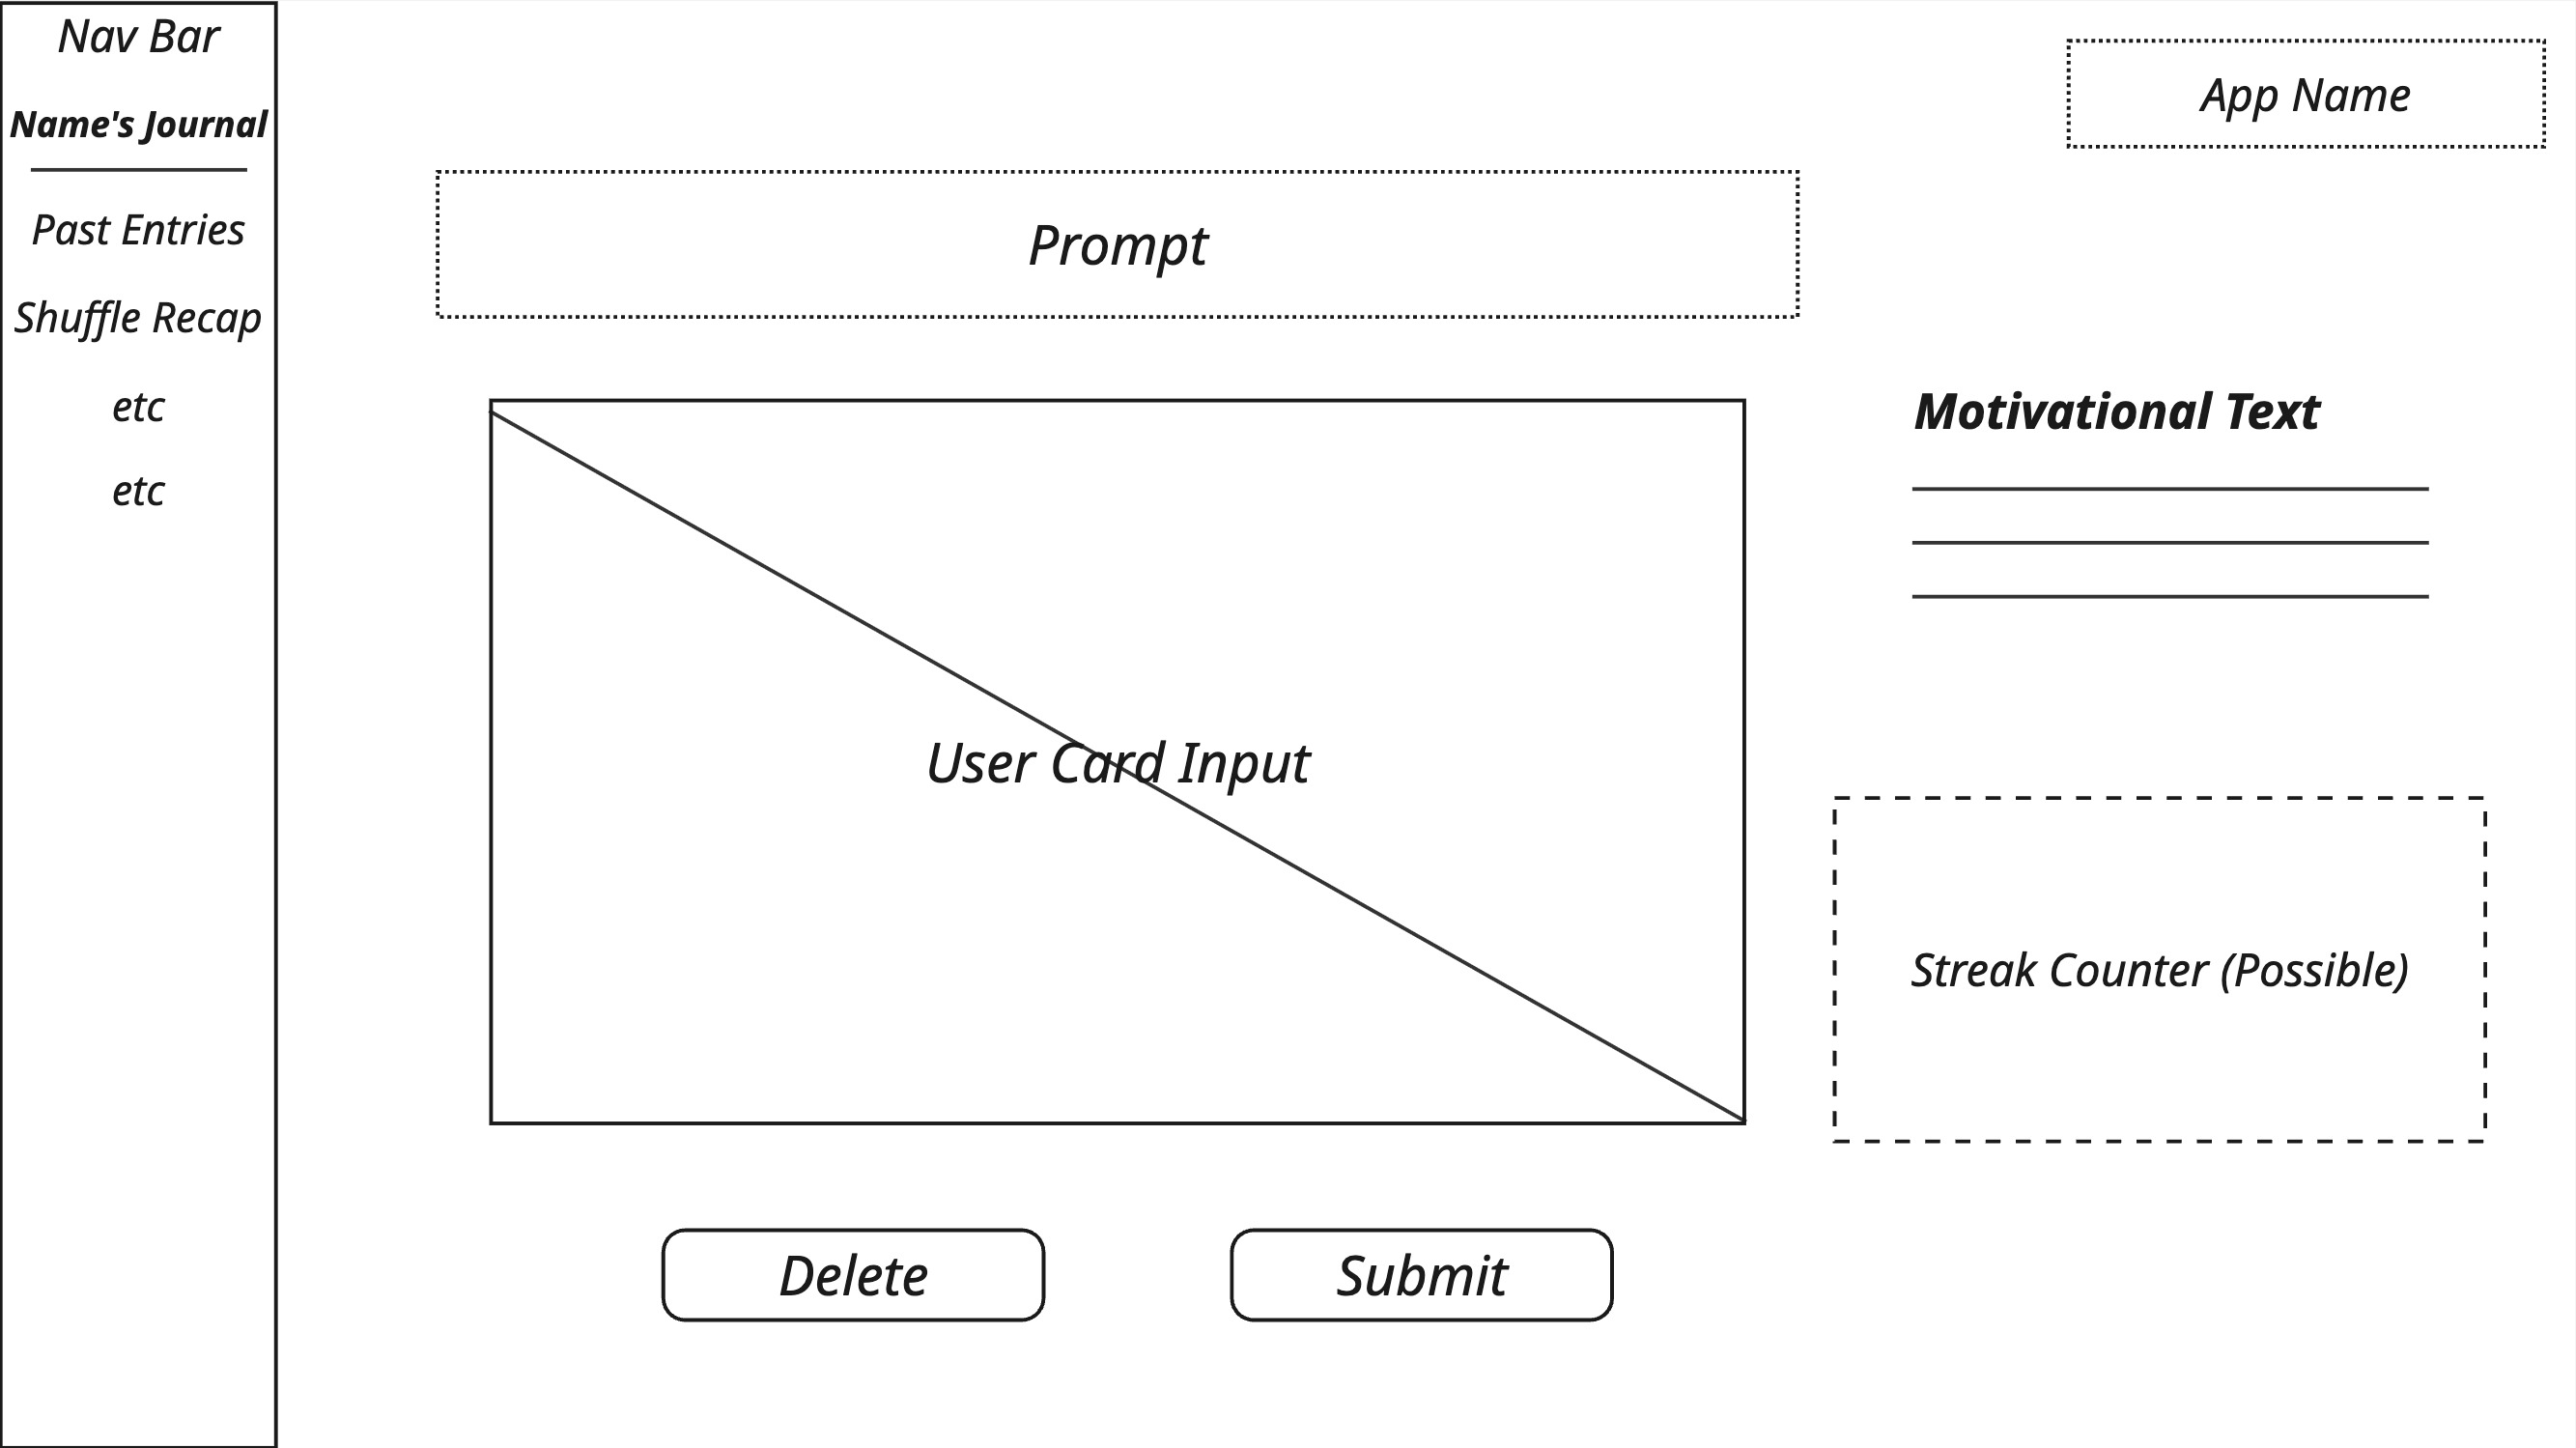 Nav Bar
Name's Journal
Past Entries
Shuffle Recap
etc
etc
App Name
Prompt
User Card Input
Motivational Text
Streak Counter (Possible)
Delete
Submit